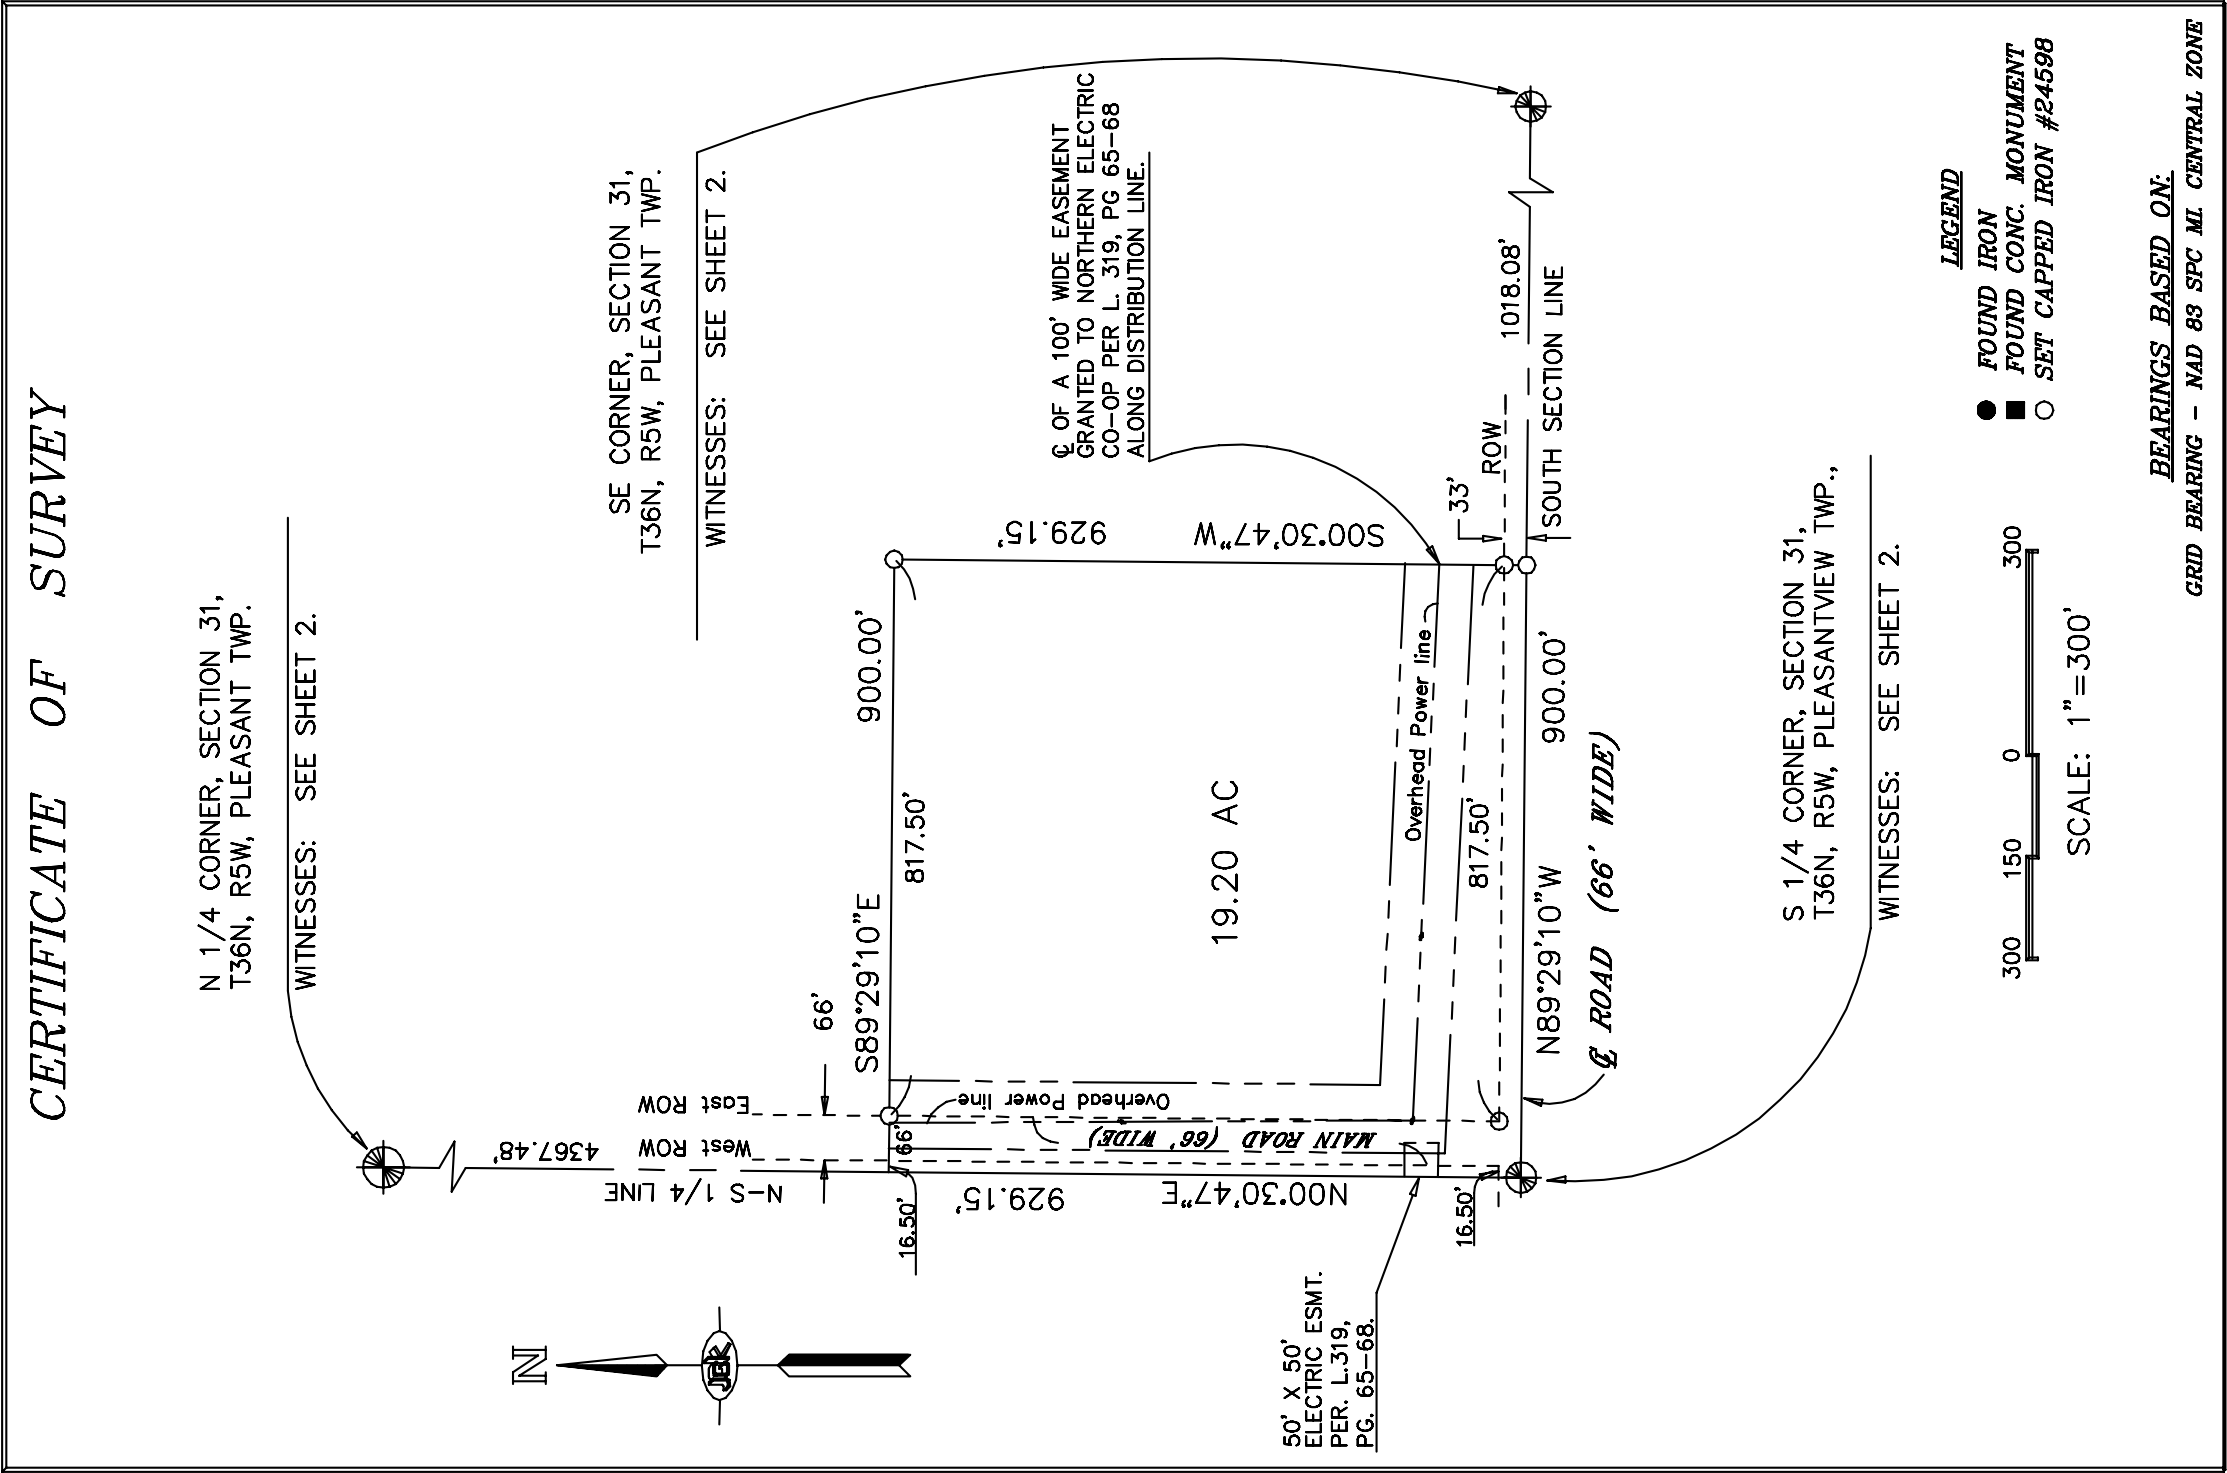 CERTIFICATE OF SURVEY
N 1/4 CORNER, SECTION 31,
T36N, R5W, PLEASANT TWP.
WITNESSES: SEE SHEET 2.
SE CORNER, SECTION 31,
T36N, R5W, PLEASANT TWP.
WITNESSES: SEE SHEET 2.
℄ OF A 100' WIDE EASEMENT
GRANTED TO NORTHERN ELECTRIC
CO-OP PER L. 319, PG 65-68
ALONG DISTRIBUTION LINE.
N
JGK
4367.48'
N-S 1/4 LINE
West ROW
East ROW
66'
S89°29'10"E
900.00'
817.50'
66'
16.50'
929.15'
N00°30'47"E
MAIN ROAD (66' WIDE)
Overhead Power line
19.20 AC
929.15'
S00°30'47"W
Overhead Power line
817.50'
16.50'
33'
ROW
1018.08'
SOUTH SECTION LINE
N89°29'10"W
900.00'
℄ ROAD (66' WIDE)
50' X 50'
ELECTRIC ESMT.
PER. L.319,
PG. 65-68.
S 1/4 CORNER, SECTION 31,
T36N, R5W, PLEASANTVIEW TWP.,
WITNESSES: SEE SHEET 2.
LEGEND
FOUND IRON
FOUND CONC. MONUMENT
SET CAPPED IRON #24598
300 150 0 300
SCALE: 1"=300'
BEARINGS BASED ON:
GRID BEARING - NAD 83 SPC MI. CENTRAL ZONE